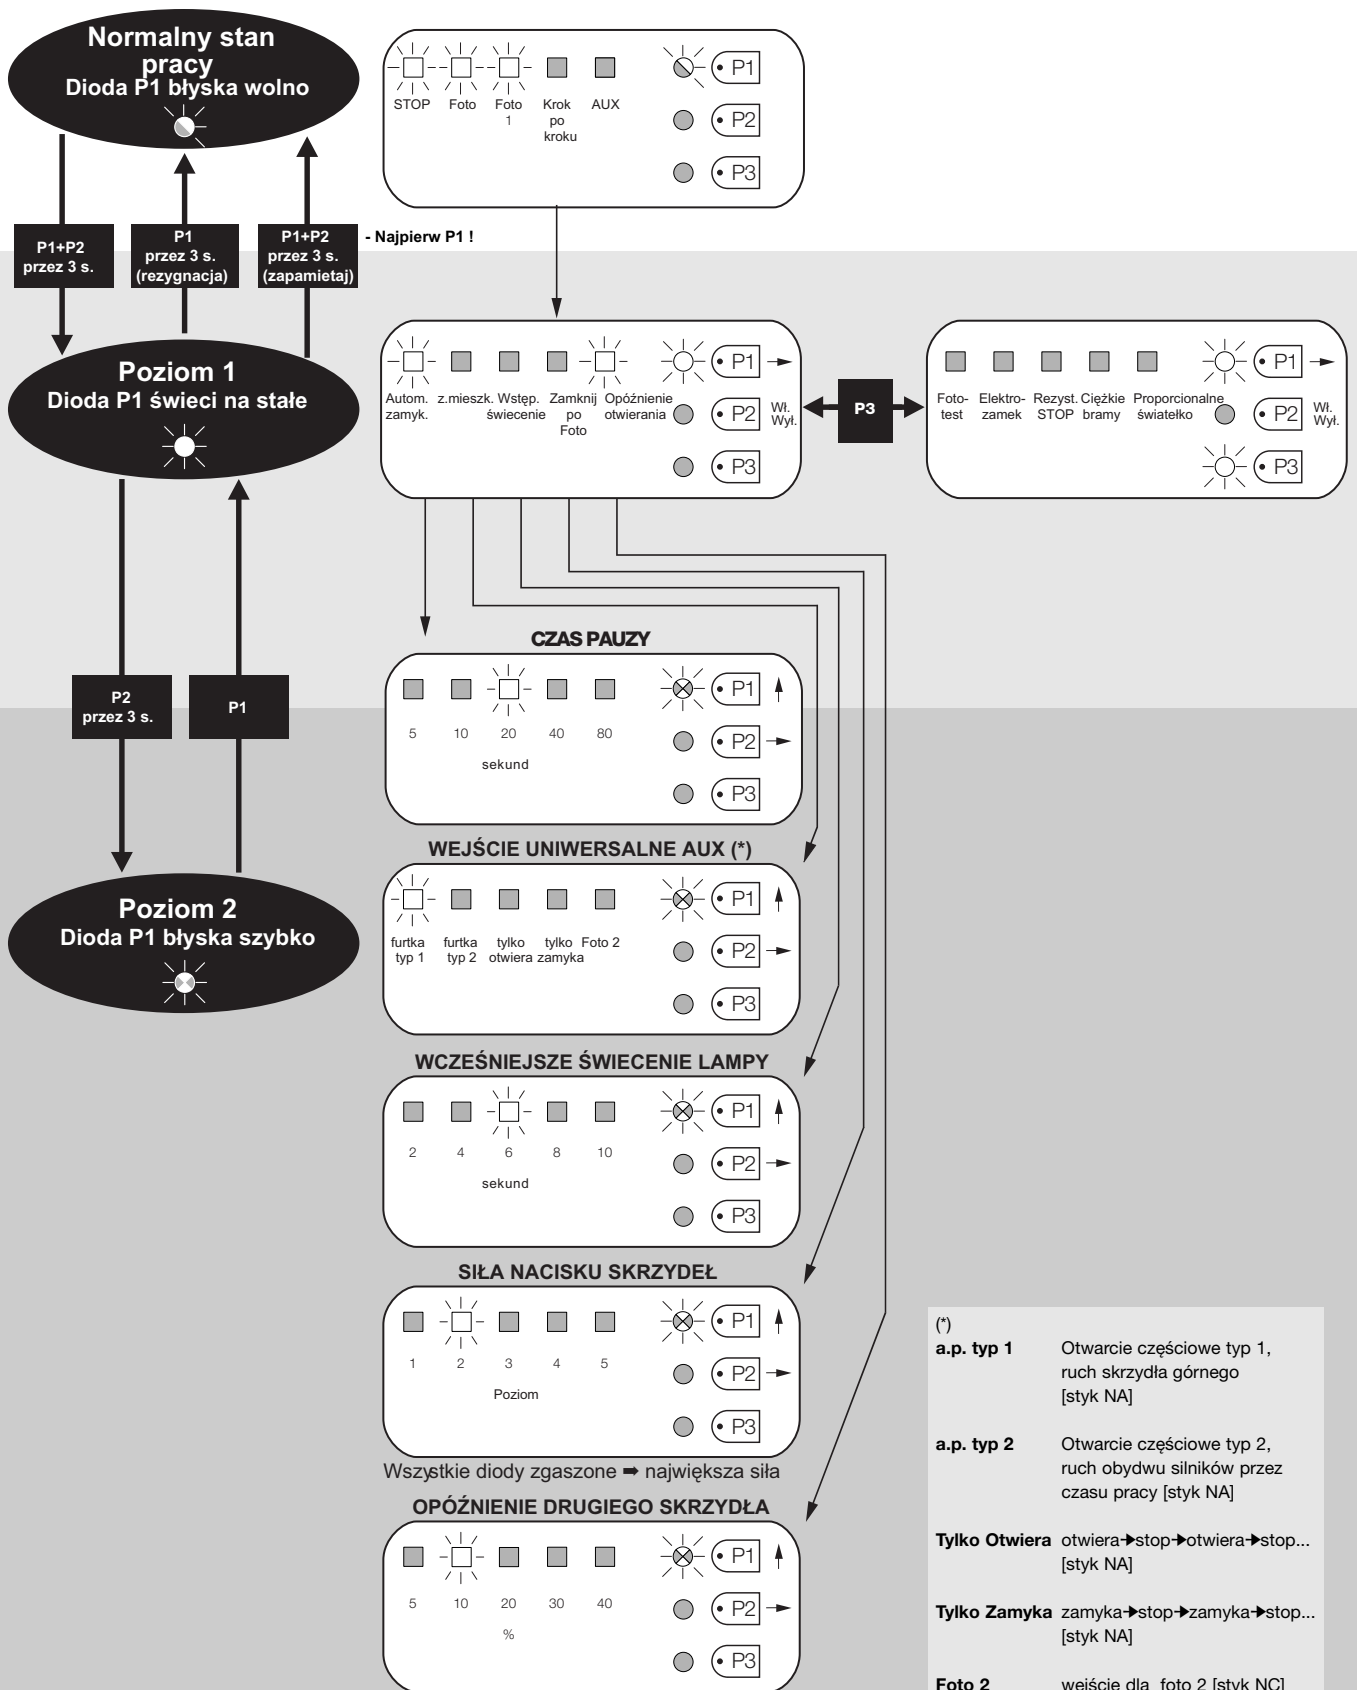 Normalny stan
pracy
Dioda P1 błyska wolno
STOP Foto Foto 1 Krok po kroku AUX
P1
P2
P3
P1+P2
przez 3 s.
P1
przez 3 s.
(rezygnacja)
P1+P2
przez 3 s.
(zapamietaj)
- Najpierw P1 !
Poziom 1
Dioda P1 świeci na stałe
Autom. zamyk. z.mieszk. Wstęp. świecenie Zamknij po Foto Opóźnienie otwierania
P1
P2 Wł. Wył.
P3
P3
Foto-test Elektro-zamek Rezyst. STOP Ciężkie bramy Proporcionalne światełko
P1
P2 Wł. Wył.
P3
P2
przez 3 s.
P1
Poziom 2
Dioda P1 błyska szybko
CZAS PAUZY
5 10 20 40 80
sekund
P1
P2
P3
WEJŚCIE UNIWERSALNE AUX (*)
furtka typ 1 furtka typ 2 tylko otwiera tylko zamyka Foto 2
P1
P2
P3
WCZEŚNIEJSZE ŚWIECENIE LAMPY
2 4 6 8 10
sekund
P1
P2
P3
SIŁA NACISKU SKRZYDEŁ
1 2 3 4 5
Poziom
P1
P2
P3
Wszystkie diody zgaszone ➡ największa siła
OPÓŹNIENIE DRUGIEGO SKRZYDŁA
5 10 20 30 40
%
P1
P2
P3
(*)
a.p. typ 1 Otwarcie częściowe typ 1,
ruch skrzydła górnego
[styk NA]
a.p. typ 2 Otwarcie częściowe typ 2,
ruch obydwu silników przez
czasu pracy [styk NA]
Tylko Otwiera otwiera➔stop➔otwiera➔stop...
[styk NA]
Tylko Zamyka zamyka➔stop➔zamyka➔stop...
[styk NA]
Foto 2 wejście dla foto 2 [styk NC]